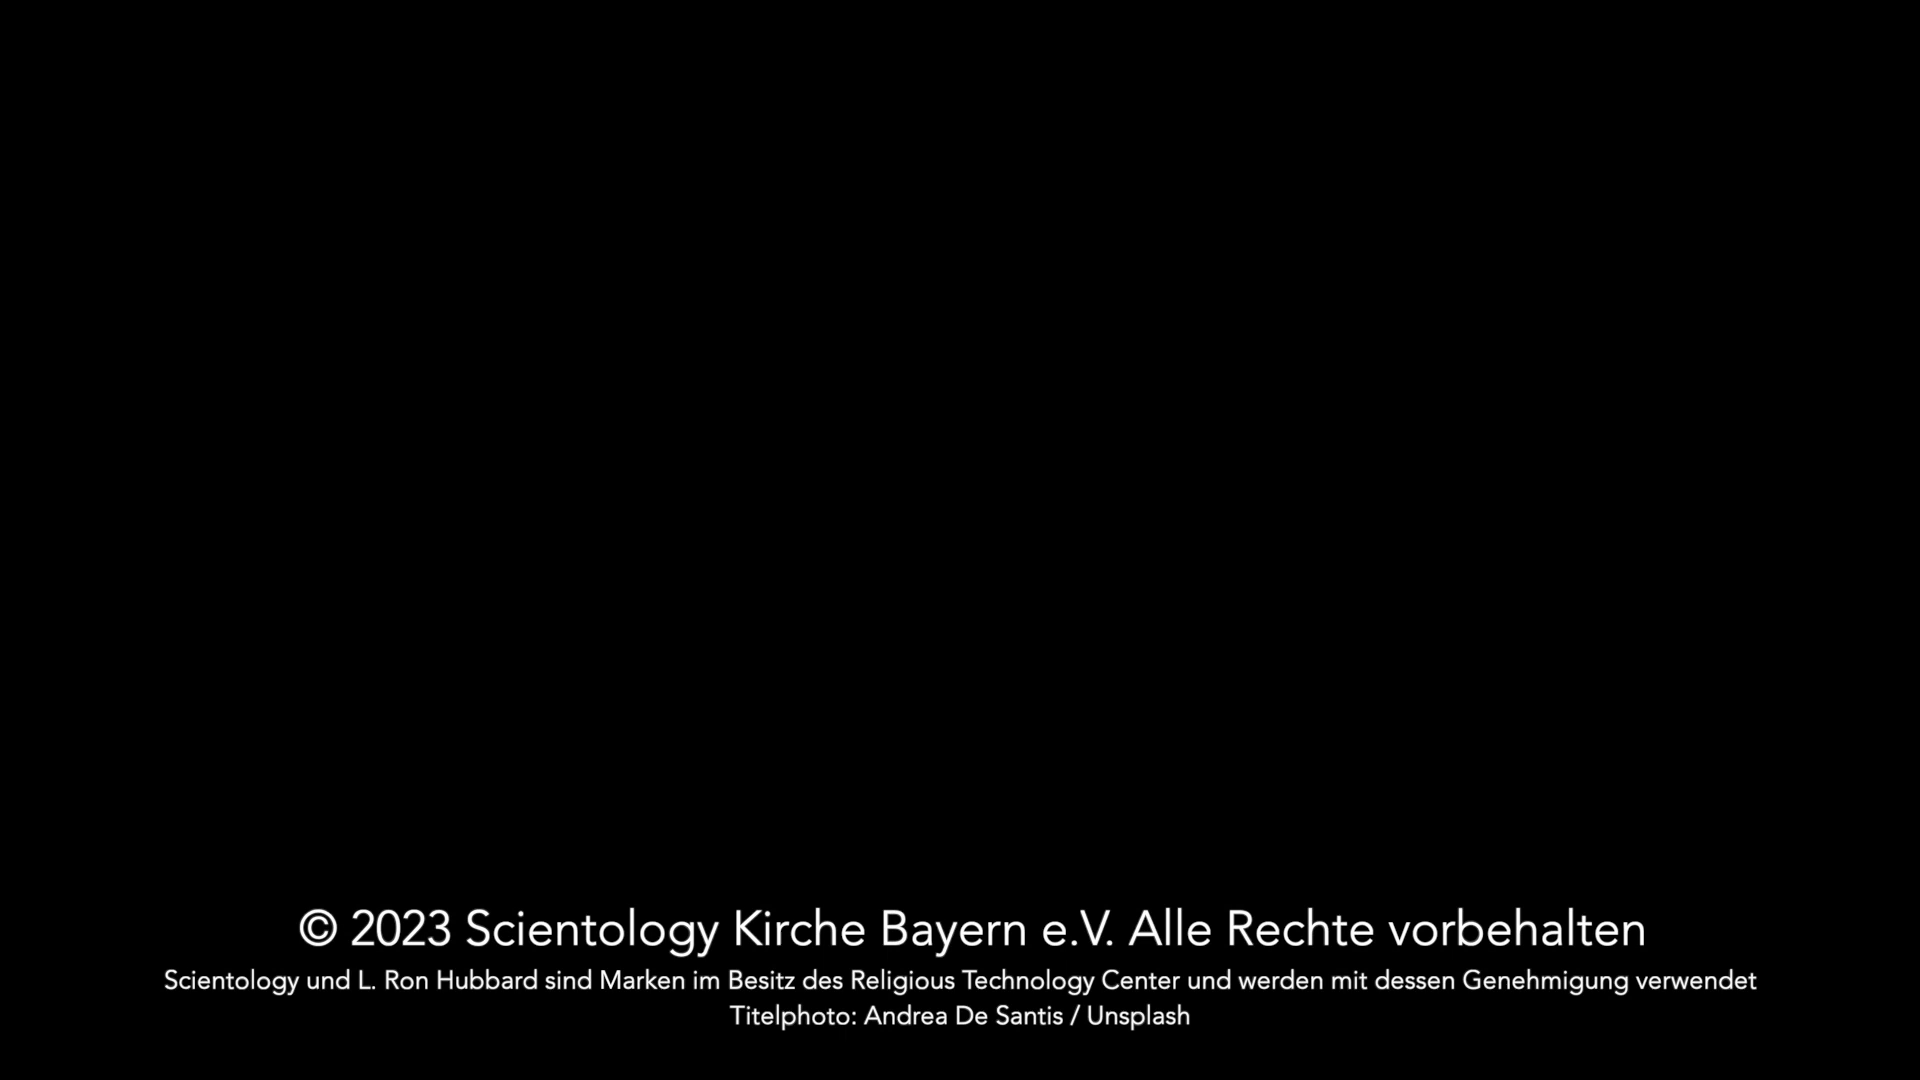 © 2023 Scientology Kirche Bayern e.V. Alle Rechte vorbehalten
Scientology und L. Ron Hubbard sind Marken im Besitz des Religious Technology Center und werden mit dessen Genehmigung verwendet
Titelphoto: Andrea De Santis / Unsplash